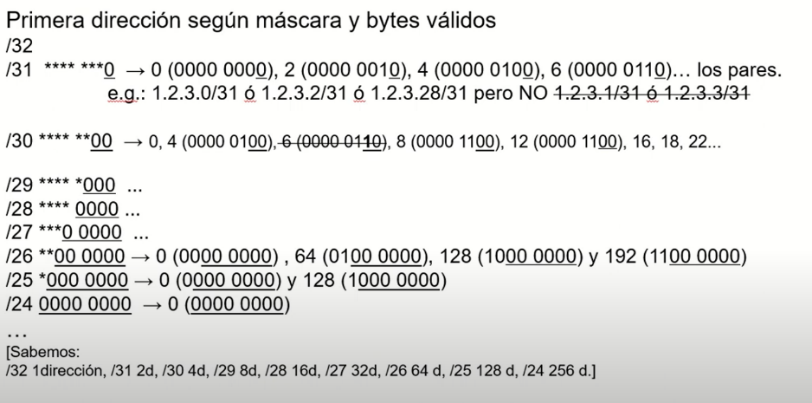 Primera dirección según máscara y bytes válidos
/32
/31 **** ***0 → 0 (0000 0000), 2 (0000 0010), 4 (0000 0100), 6 (0000 0110)… los pares.
e.g.: 1.2.3.0/31 ó 1.2.3.2/31 ó 1.2.3.28/31 pero NO 1.2.3.1/31 ó 1.2.3.3/31
/30 **** **00 → 0, 4 (0000 0100), 6 (0000 0110), 8 (0000 1100), 12 (0000 1100), 16, 18, 22...
/29 **** *000 ...
/28 **** 0000 ...
/27 ***0 0000 ...
/26 **00 0000 → 0 (0000 0000) , 64 (0100 0000), 128 (1000 0000) y 192 (1100 0000)
/25 *000 0000 → 0 (0000 0000) y 128 (1000 0000)
/24 0000 0000 → 0 (0000 0000)
...
[Sabemos:
/32 1dirección, /31 2d, /30 4d, /29 8d, /28 16d, /27 32d, /26 64 d, /25 128 d, /24 256 d.]